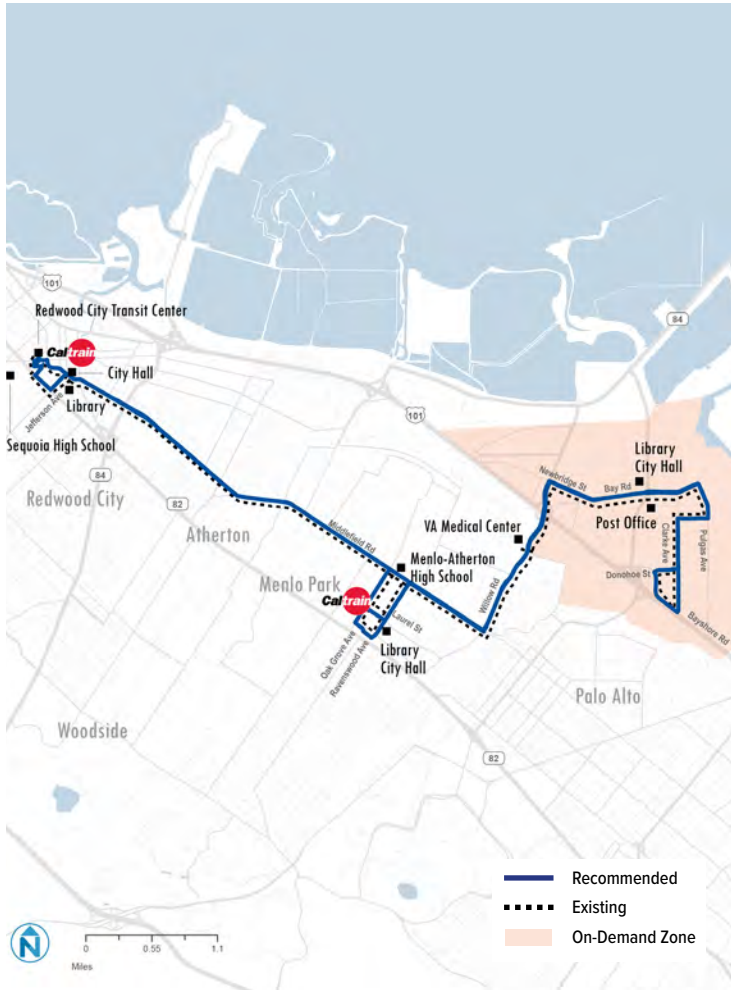 101
Redwood City Transit Center
Caltrain
City Hall
Jefferson Ave
Library
Sequoia High School
84
Redwood City
82
Atherton
84
101
Library
City Hall
Newbridge St
Bay Rd
Post Office
VA Medical Center
Clarke Ave
Pulgas Ave
Middlefield Rd
Menlo-Atherton
High School
Menlo Park
Caltrain
Willow Rd
Donohoe St
Laurel St
Bayshore Rd
Oak Grove Ave
Ravenswood Ave
Library
City Hall
Palo Alto
Woodside
82
Recommended
Existing
On-Demand Zone
N
0
0.55
1.1
Miles